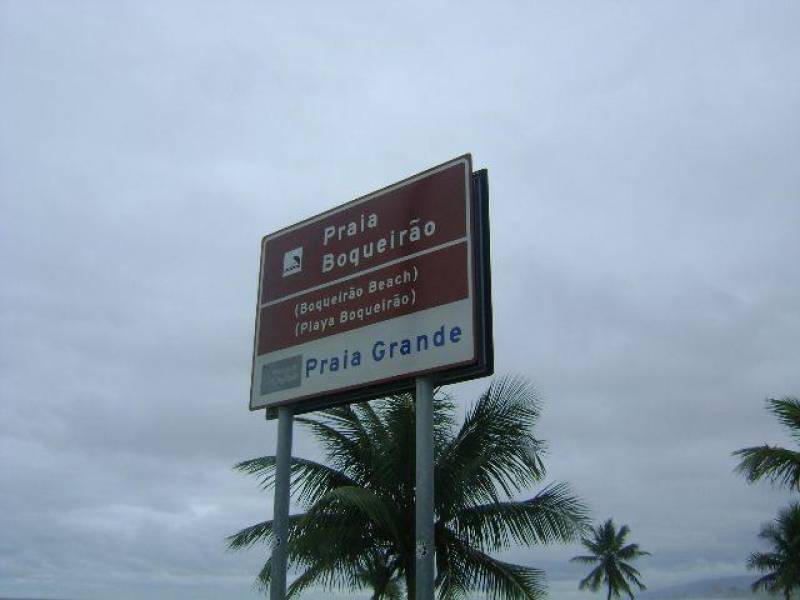 Praia
Boqueirão
(Boqueirão Beach)
(Playa Boqueirão)
Praia Grande